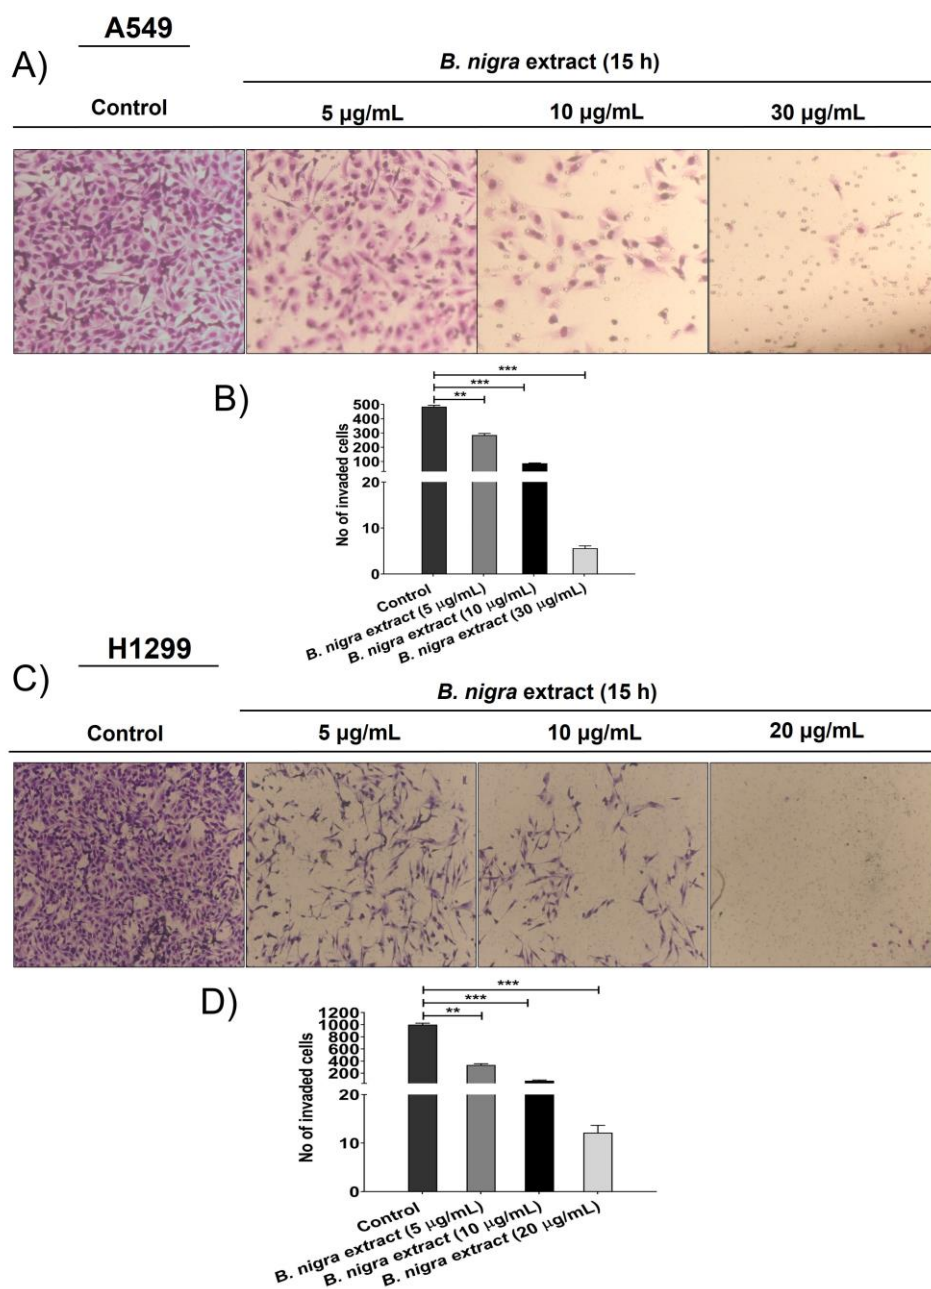 A549
A)
B. nigra extract (15 h)
Control
5 µg/mL
10 µg/mL
30 µg/mL
B)
***
***
**
No of invaded cells
500
400
300
200
100
20
10
0
Control
B. nigra extract (5 µg/mL)
B. nigra extract (10 µg/mL)
B. nigra extract (30 µg/mL)
H1299
C)
B. nigra extract (15 h)
Control
5 µg/mL
10 µg/mL
20 µg/mL
D)
***
***
**
No of invaded cells
1200
1000
800
600
400
200
20
10
0
Control
B. nigra extract (5 µg/mL)
B. nigra extract (10 µg/mL)
B. nigra extract (20 µg/mL)